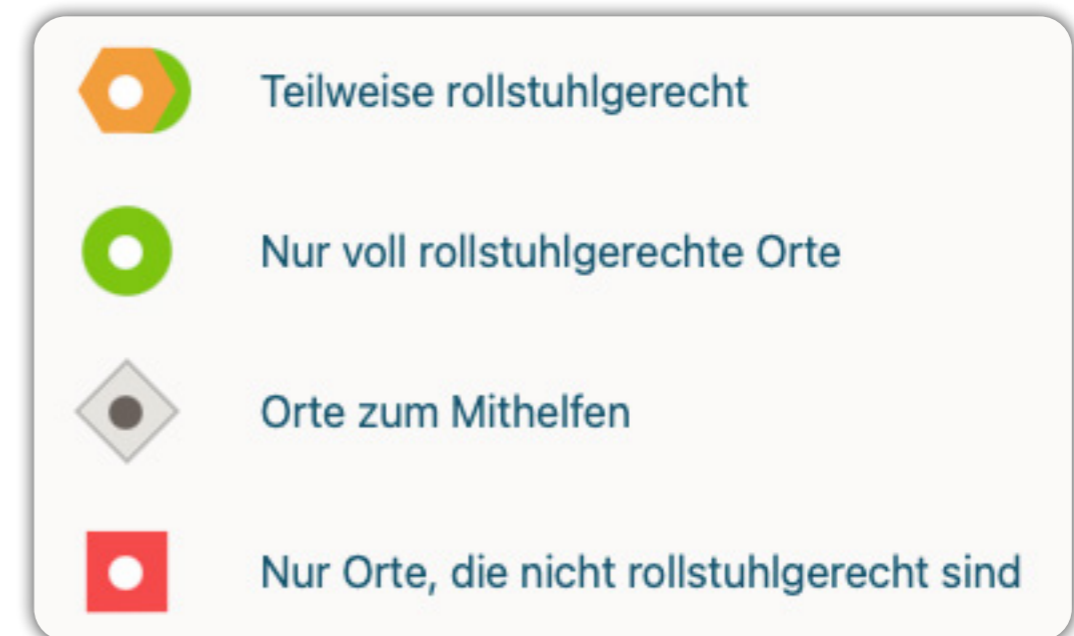 Teilweise rollstuhlgerecht
Nur voll rollstuhlgerechte Orte
Orte zum Mithelfen
Nur Orte, die nicht rollstuhlgerecht sind